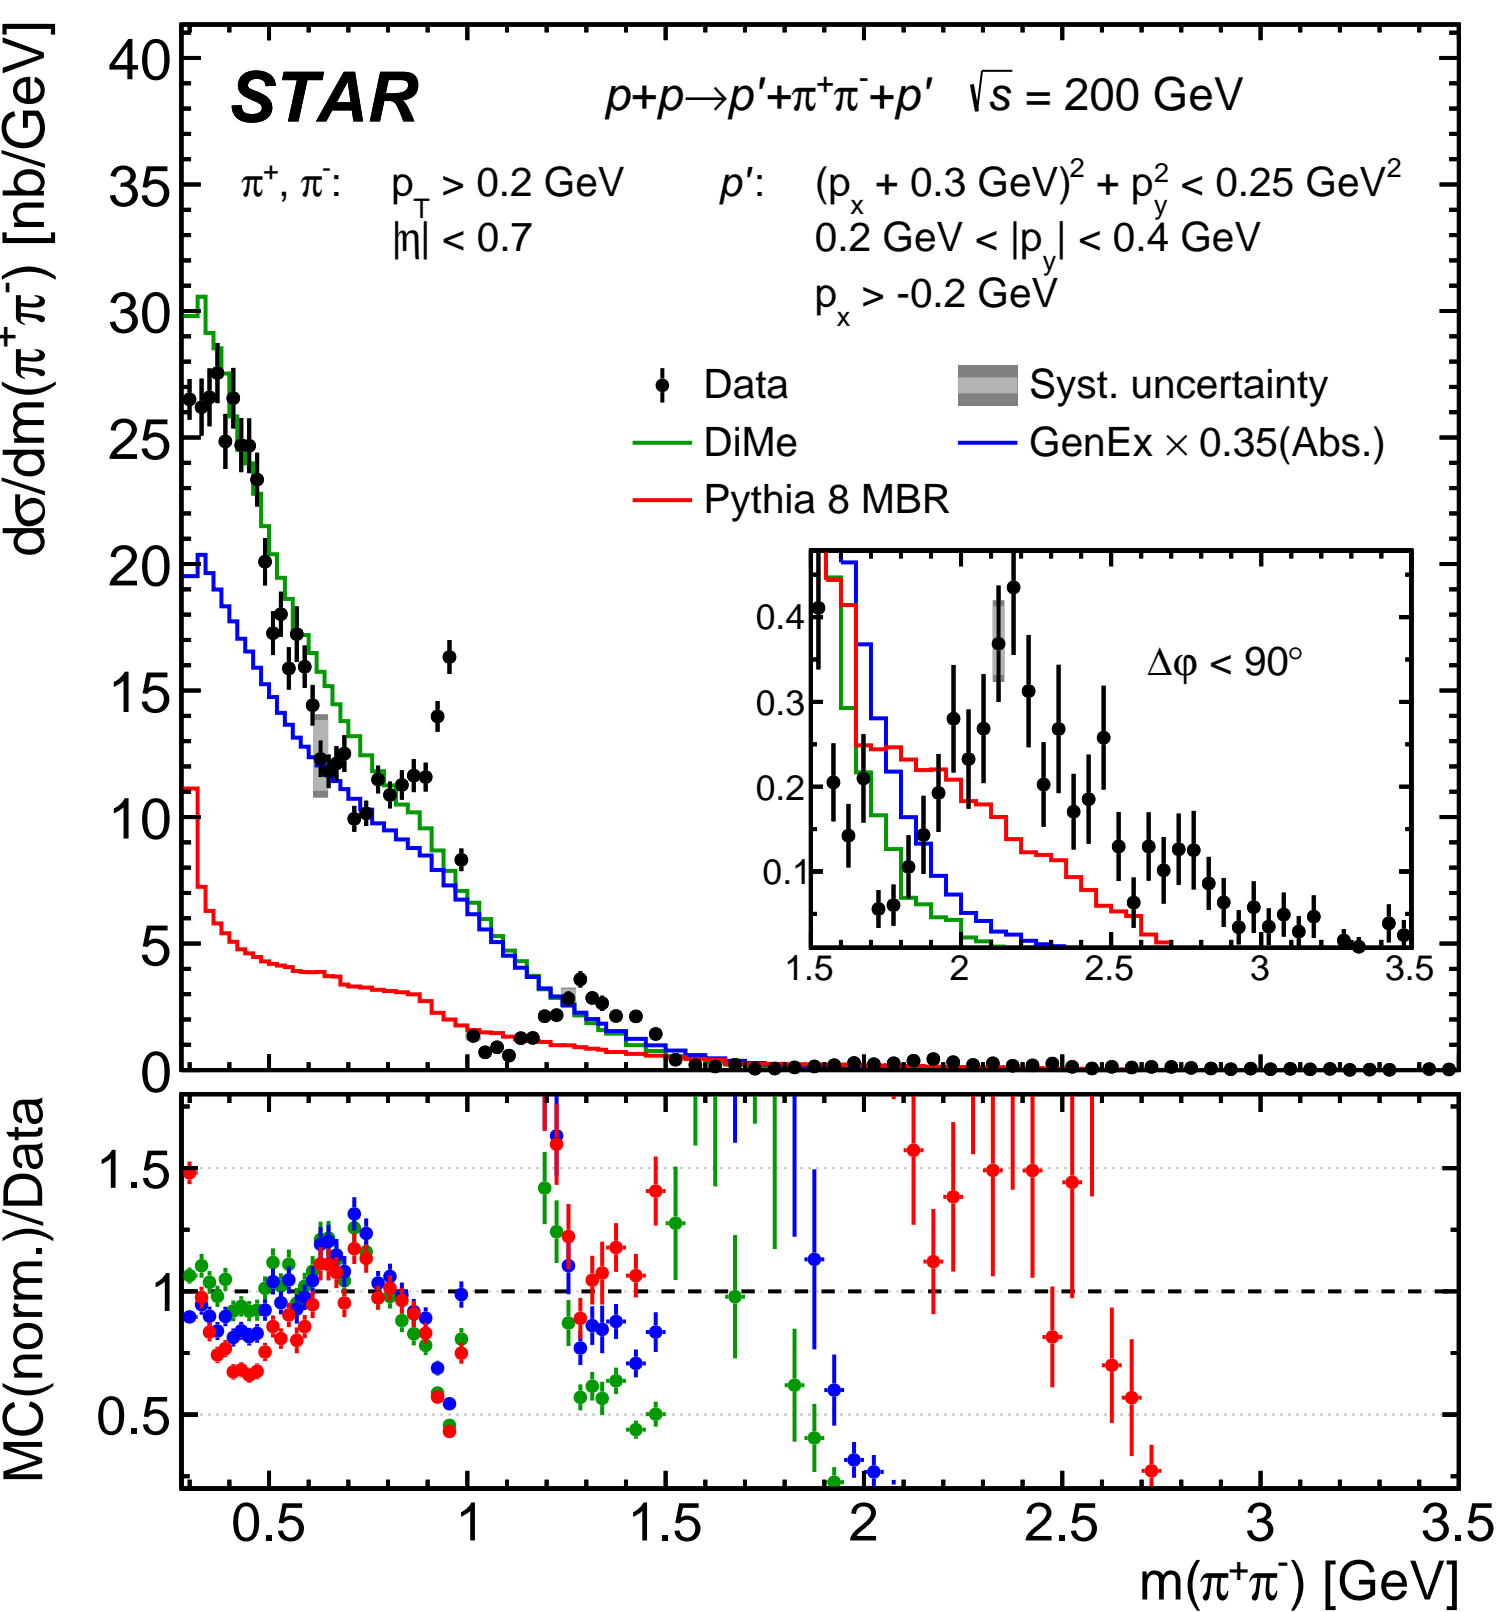 STAR
p+p→p′+π⁺π⁻+p′ √s = 200 GeV
π⁺, π⁻: p_T > 0.2 GeV p′: (p_x + 0.3 GeV)² + p_y² < 0.25 GeV²
|η| < 0.7 0.2 GeV < |p_y| < 0.4 GeV
p_x > -0.2 GeV
Data Syst. uncertainty
DiMe GenEx × 0.35(Abs.)
Pythia 8 MBR
dσ/dm(π⁺π⁻) [nb/GeV]
40
35
30
25
20
15
10
5
0
Δφ < 90°
0.4
0.3
0.2
0.1
1.5 2 2.5 3 3.5
MC(norm.)/Data
1.5
1
0.5
0.5 1 1.5 2 2.5 3 3.5
m(π⁺π⁻) [GeV]